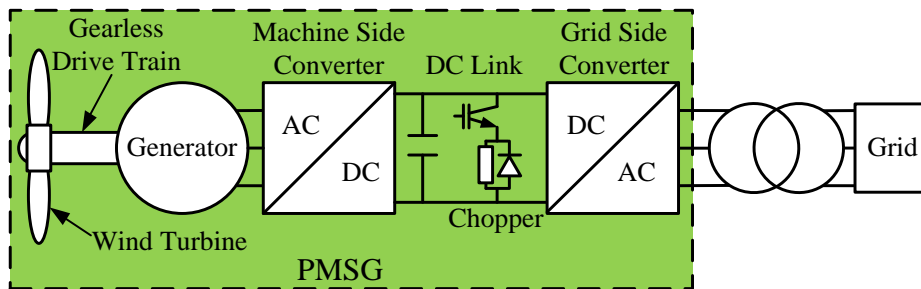 Gearless
Drive Train
Machine Side
Converter
DC Link
Grid Side
Converter
Generator
AC
DC
DC
AC
Grid
Chopper
Wind Turbine
PMSG